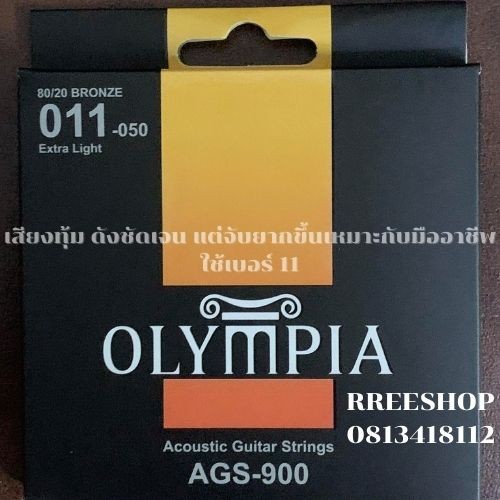 80/20 BRONZE
011-050
Extra Light
เสียงทุ้ม ดังชัดเจน แต่จับยากขึ้นเหมาะกับมืออาชีพ
ใช้เบอร์ 11
OLYMPIA
RREESHOP
0813418112
Acoustic Guitar Strings
AGS-900